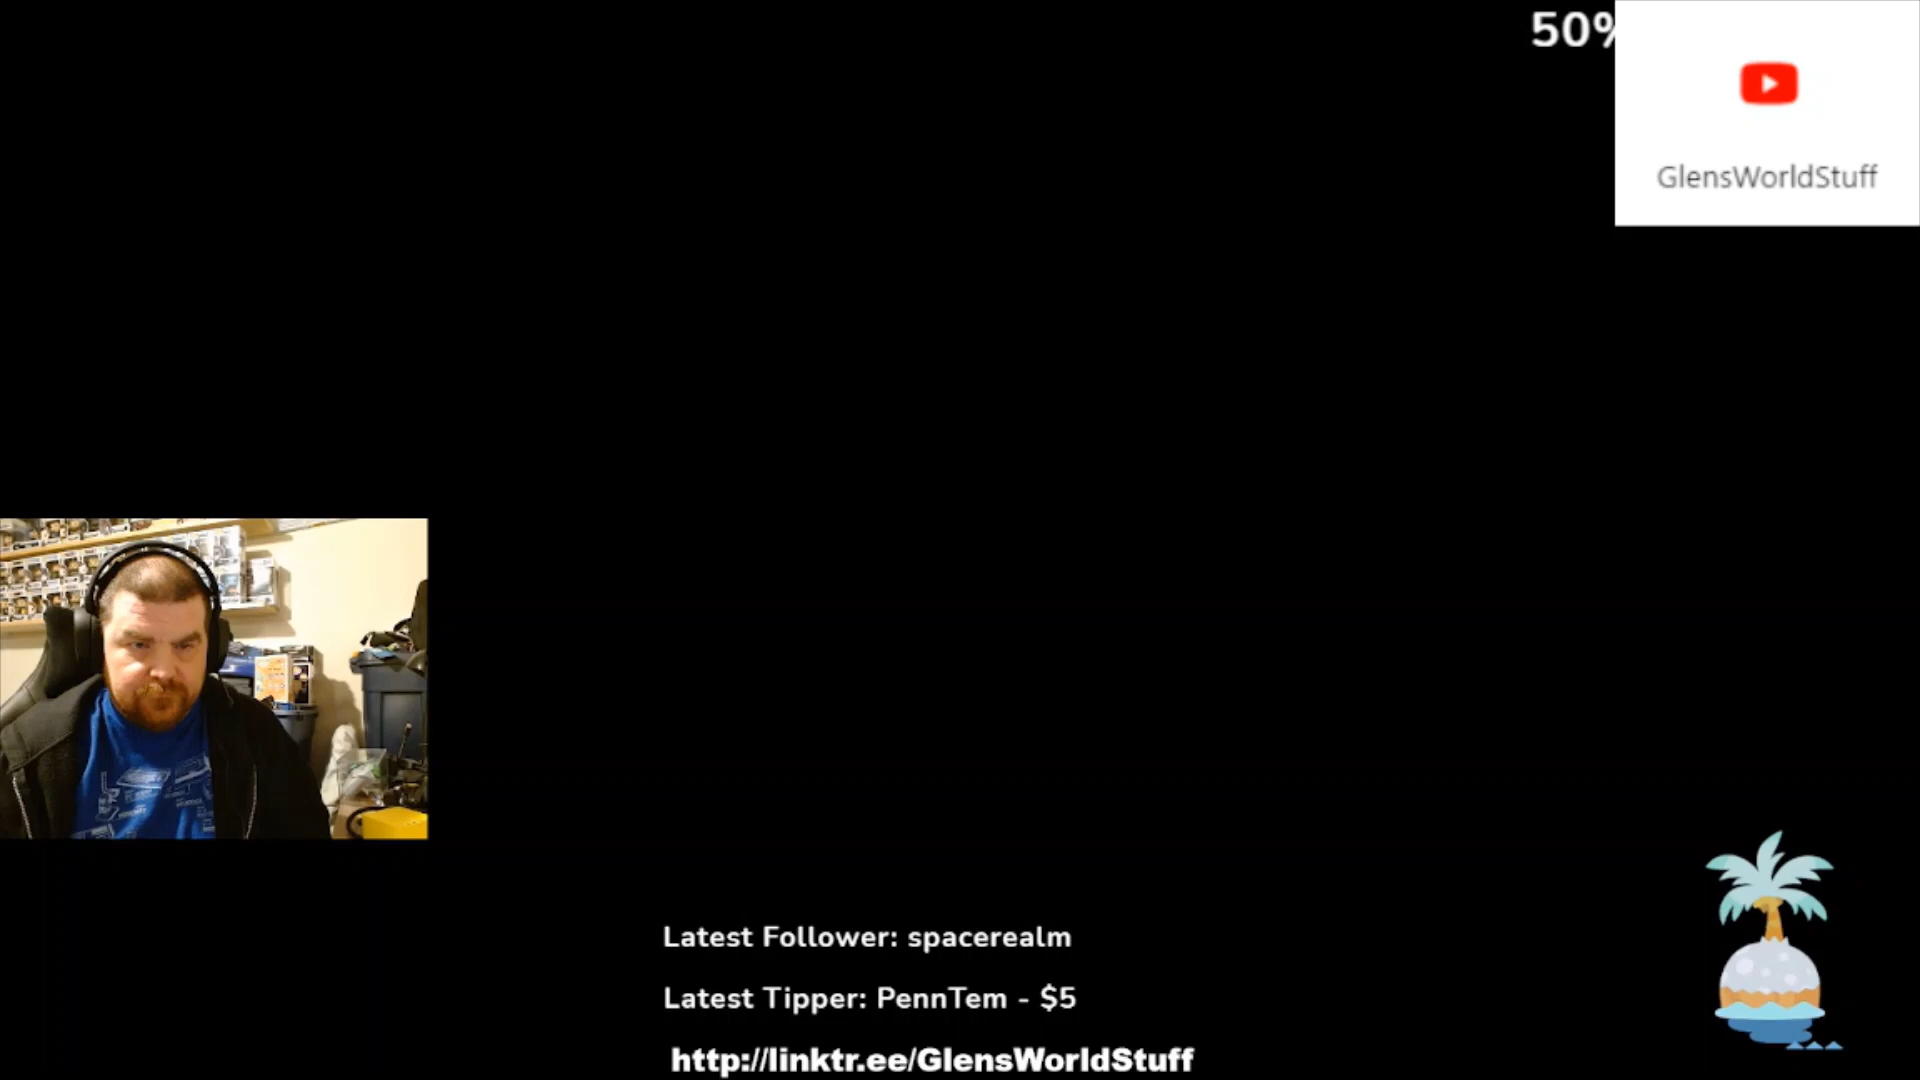 50%
GlensWorldStuff
Latest Follower: spacerealm
Latest Tipper: PennTem - $5
http://linktr.ee/GlensWorldStuff